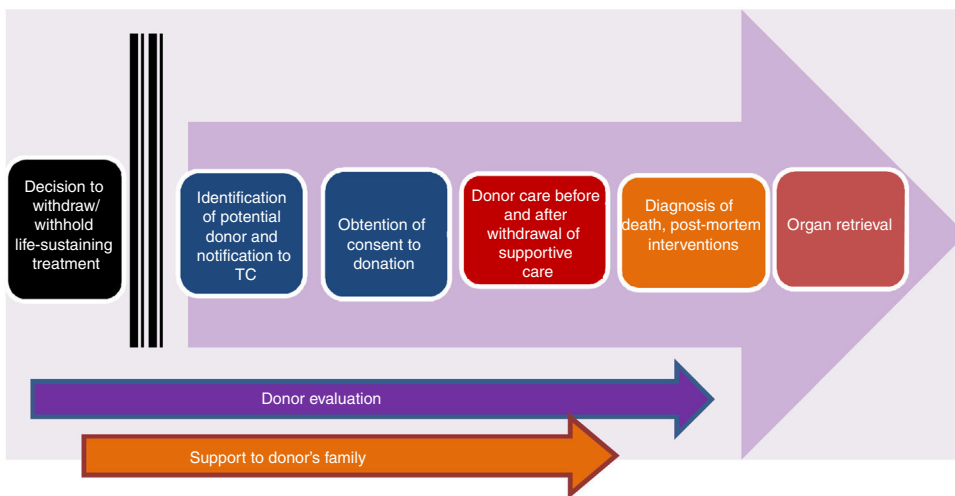 Decision to
withdraw/
withhold
life-sustaining
treatment
Identification
of potential
donor and
notification to
TC
Obtention of
consent to
donation
Donor care before
and after
withdrawal of
supportive
care
Diagnosis of
death, post-mortem
interventions
Organ retrieval
Donor evaluation
Support to donor's family